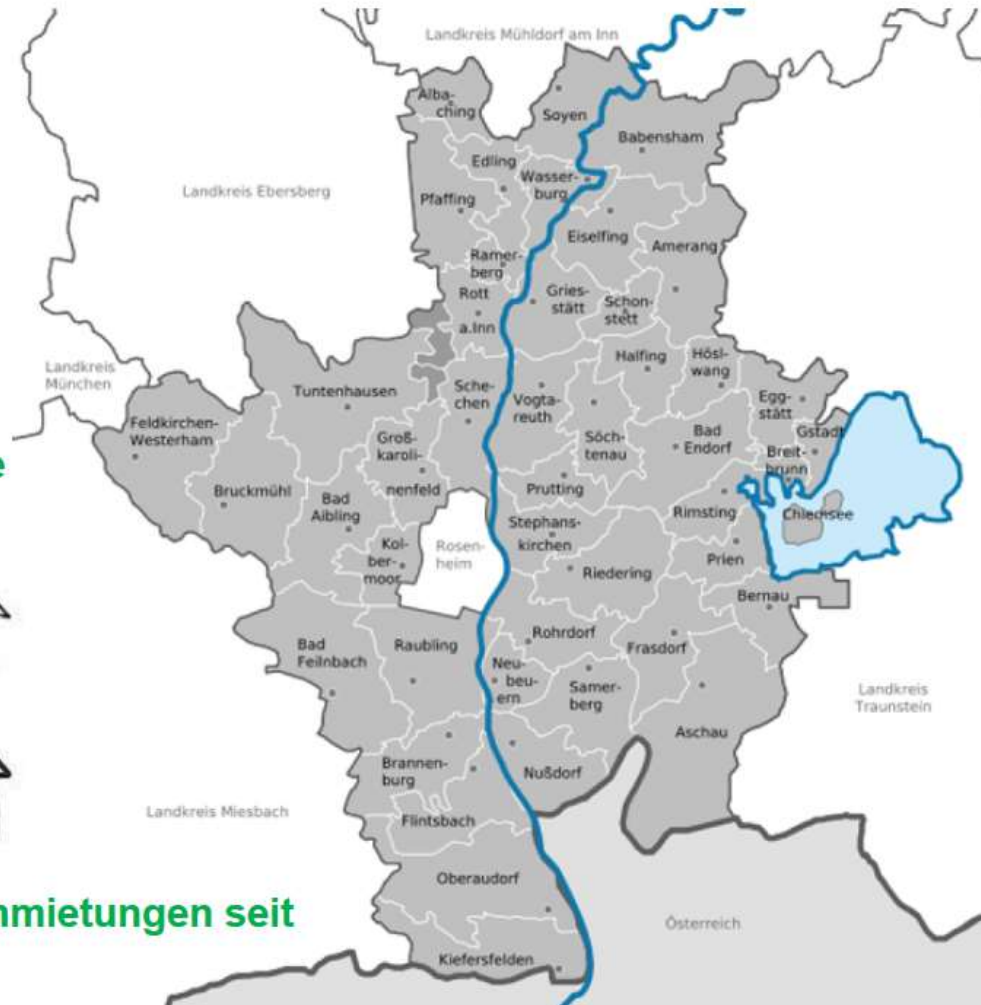 Landkreis Mühldorf am Inn
Alba-
ching
Soyen
Babensham
Edling
Wasser-
burg
Landkreis Ebersberg
Pfaffing
Eiselfing
Amerang
Ramer-
berg
Rott
a.Inn
Gries-
stätt
Schon-
stett
Landkreis
München
Halfing
Hösl-
wang
Tuntenhausen
Sche-
chen
Vogta-
reuth
Egg-
stätt
Feldkirchen-
Westerham
Groß-
karoli-
nenfeld
Söch-
tenau
Bad
Endorf
Gstadt
Breit-
brunn
e
Bruckmühl
Bad
Aibling
Prutting
Rimsting
Chiemsee
Stephans-
kirchen
Kol-
ber-
moor
Rosen-
heim
Riedering
Prien
Bernau
Bad
Feilnbach
Raubling
Rohrdorf
Frasdorf
Neu-
beu-
ern
Samer-
berg
Landkreis
Traunstein
Aschau
Brannen-
burg
Nußdorf
Landkreis Miesbach
Flintsbach
Oberaudorf
nmietungen seit
Österreich
Kiefersfelden